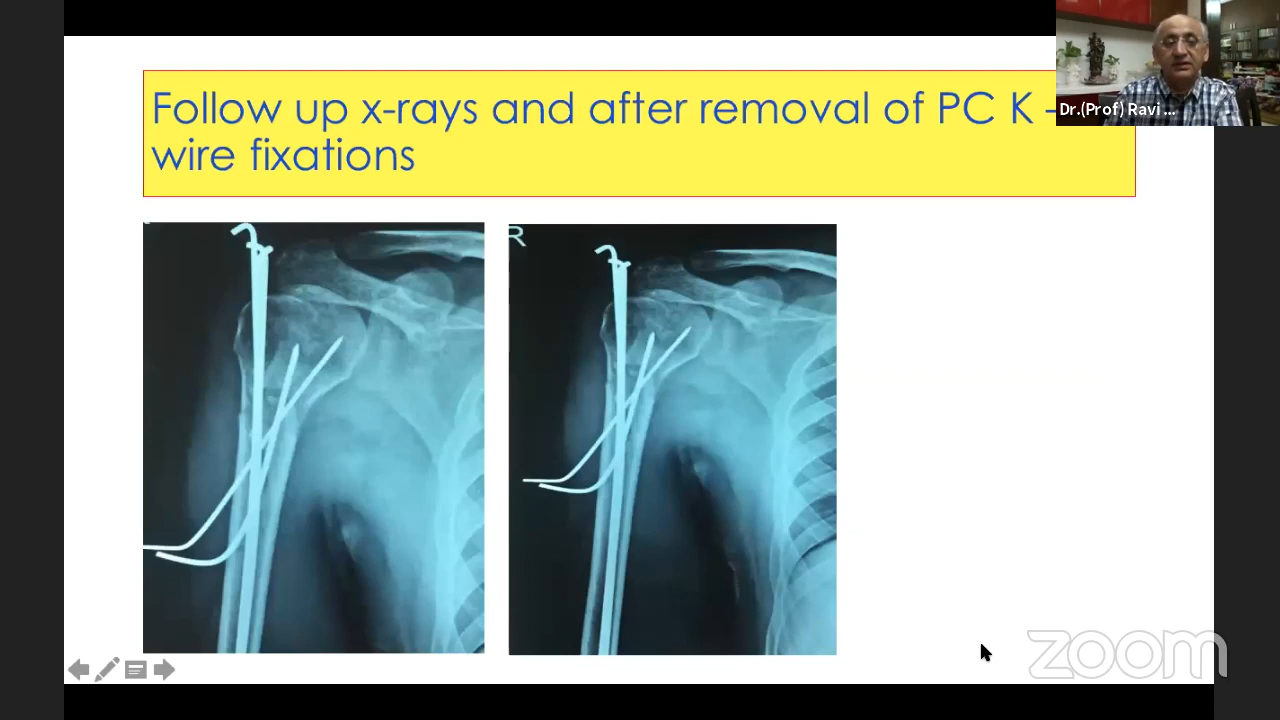 Follow up x-rays and after removal of PC K -
wire fixations
Dr.(Prof) Ravi ...
R
zoom